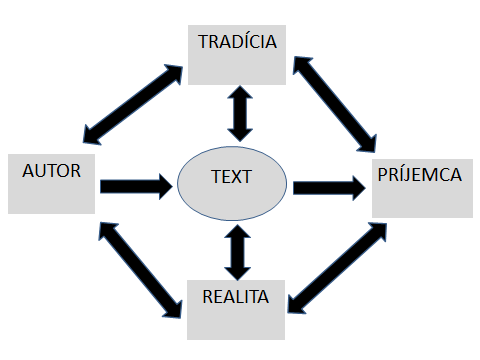 TRADÍCIA
AUTOR
TEXT
PRÍJEMCA
REALITA